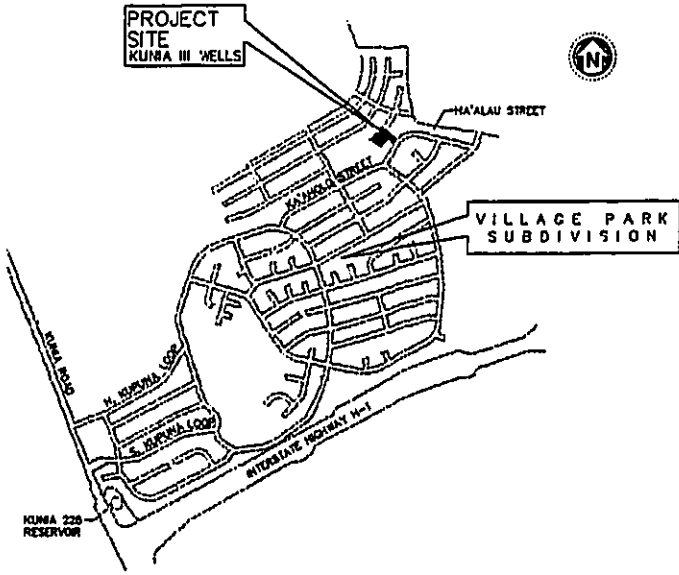 PROJECT
SITE
KUNIA III WELLS
N
HA'ALAU STREET
KA'AHOLO STREET
VILLAGE PARK
SUBDIVISION
KUNIA ROAD
N. KUPUNA LOOP
S. KUPUNA LOOP
INTERSTATE HIGHWAY H-1
KUNIA 228
RESERVOIR